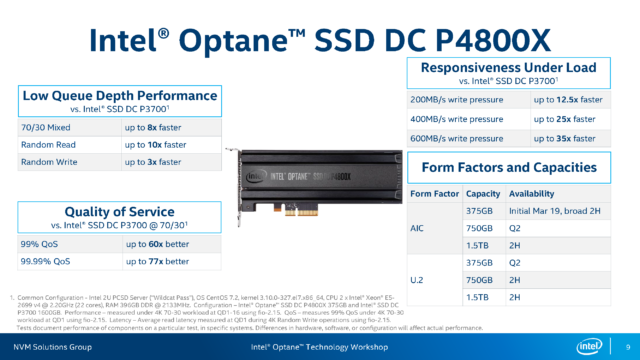 Intel® Optane™ SSD DC P4800X
Low Queue Depth Performance
vs. Intel® SSD DC P3700¹
70/30 Mixed up to 8x faster
Random Read up to 10x faster
Random Write up to 3x faster
Quality of Service
vs. Intel® SSD DC P3700 @ 70/30¹
99% QoS up to 60x better
99.99% QoS up to 77x better
intel INTEL® OPTANE™ SSD P4800X
Responsiveness Under Load
vs. Intel® SSD DC P3700¹
200MB/s write pressure up to 12.5x faster
400MB/s write pressure up to 25x faster
600MB/s write pressure up to 35x faster
Form Factors and Capacities
Form Factor Capacity Availability
AIC
375GB Initial Mar 19, broad 2H
750GB Q2
1.5TB 2H
U.2
375GB Q2
750GB 2H
1.5TB 2H
1. Common Configuration – Intel 2U PCSD Server ("Wildcat Pass"), OS CentOS 7.2, kernel 3.10.0-327.el7.x86_64, CPU 2 x Intel® Xeon® E5-
2699 v4 @ 2.20GHz (22 cores), RAM 396GB DDR @ 2133MHz. Configuration – Intel® Optane™ SSD DC P4800X 375GB and Intel® SSD DC
P3700 1600GB. Performance – measured under 4K 70-30 workload at QD1-16 using fio-2.15. QoS – measures 99% QoS under 4K 70-30
workload at QD1 using fio-2.15. Latency – Average read latency measured at QD1 during 4K Random Write operations using fio-2.15.
Tests document performance of components on a particular test, in specific systems. Differences in hardware, software, or configuration will affect actual performance.
NVM Solutions Group
Intel® Optane™ Technology Workshop
intel
9